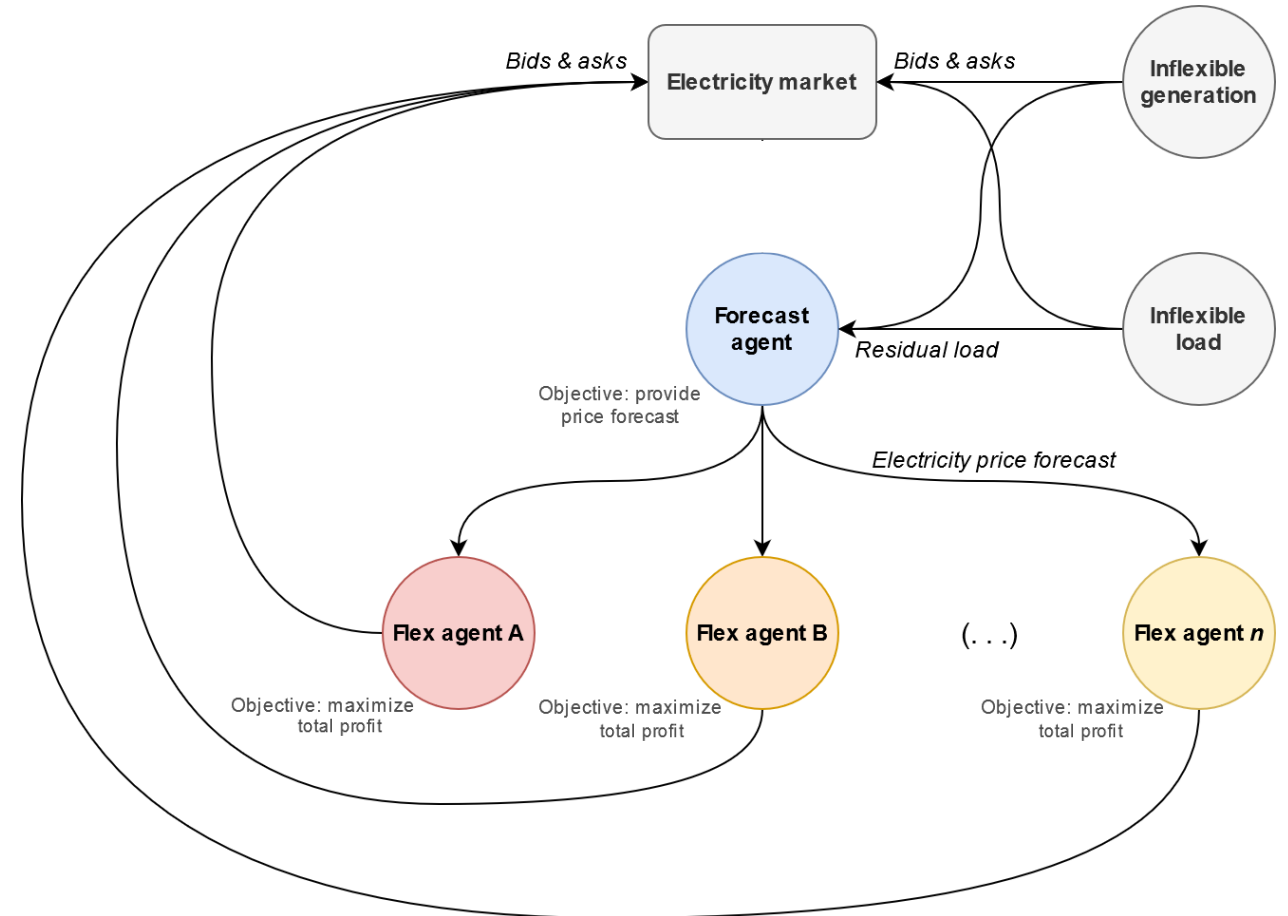 Bids & asks
Electricity market
Bids & asks
Inflexible
generation
Forecast
agent
Residual load
Inflexible
load
Objective: provide
price forecast
Electricity price forecast
Flex agent A
Flex agent B
(. . .)
Flex agent n
Objective: maximize
total profit
Objective: maximize
total profit
Objective: maximize
total profit